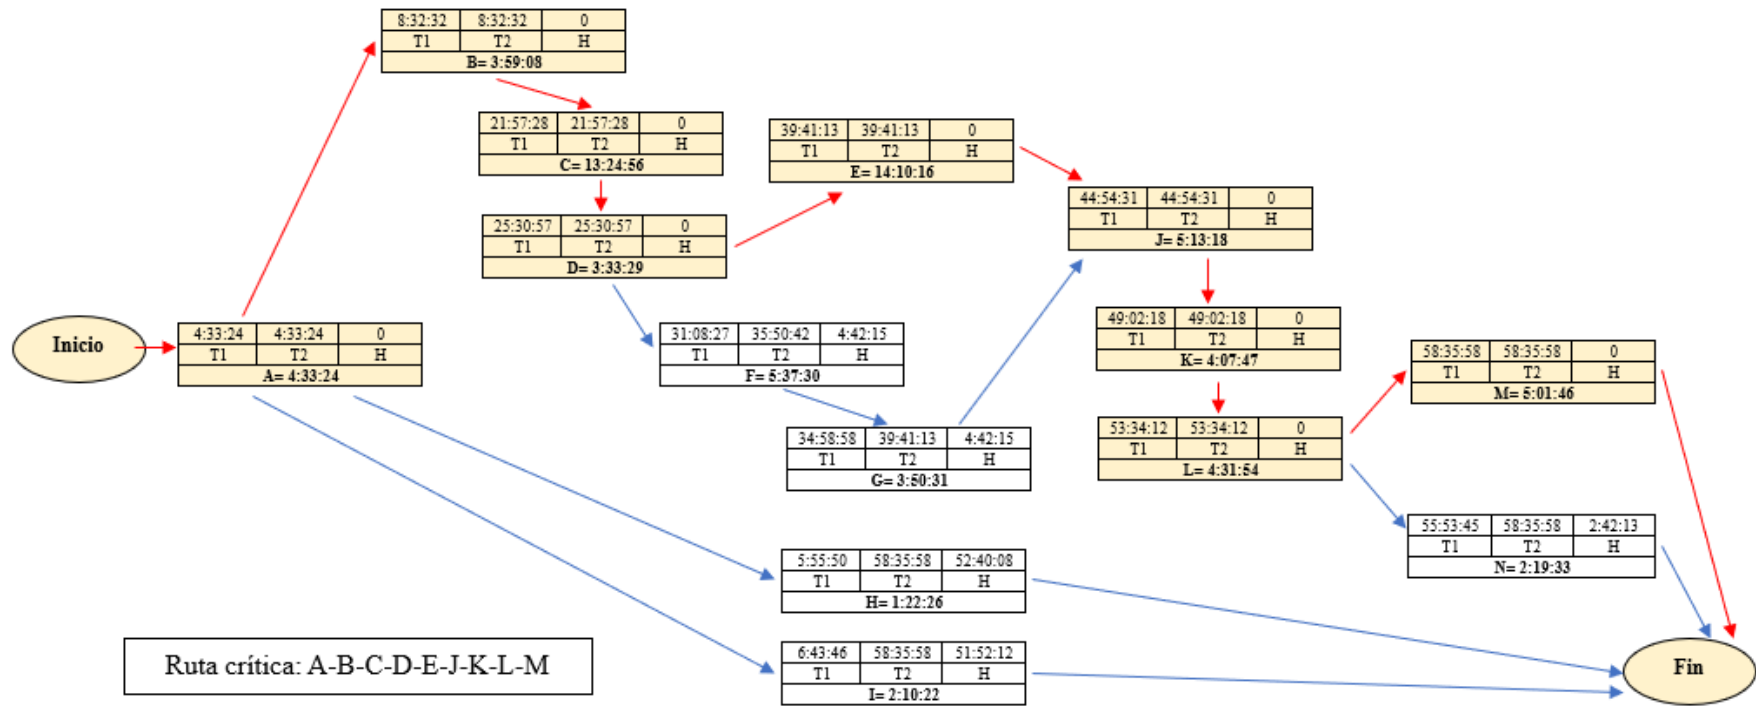 8:32:32 8:32:32 0
T1 T2 H
B= 3:59:08
21:57:28 21:57:28 0
T1 T2 H
C= 13:24:56
39:41:13 39:41:13 0
T1 T2 H
E= 14:10:16
25:30:57 25:30:57 0
T1 T2 H
D= 3:33:29
44:54:31 44:54:31 0
T1 T2 H
J= 5:13:18
Inicio
4:33:24 4:33:24 0
T1 T2 H
A= 4:33:24
31:08:27 35:50:42 4:42:15
T1 T2 H
F= 5:37:30
49:02:18 49:02:18 0
T1 T2 H
K= 4:07:47
58:35:58 58:35:58 0
T1 T2 H
M= 5:01:46
34:58:58 39:41:13 4:42:15
T1 T2 H
G= 3:50:31
53:34:12 53:34:12 0
T1 T2 H
L= 4:31:54
55:53:45 58:35:58 2:42:13
T1 T2 H
N= 2:19:33
5:55:50 58:35:58 52:40:08
T1 T2 H
H= 1:22:26
6:43:46 58:35:58 51:52:12
T1 T2 H
I= 2:10:22
Ruta crítica: A-B-C-D-E-J-K-L-M
Fin